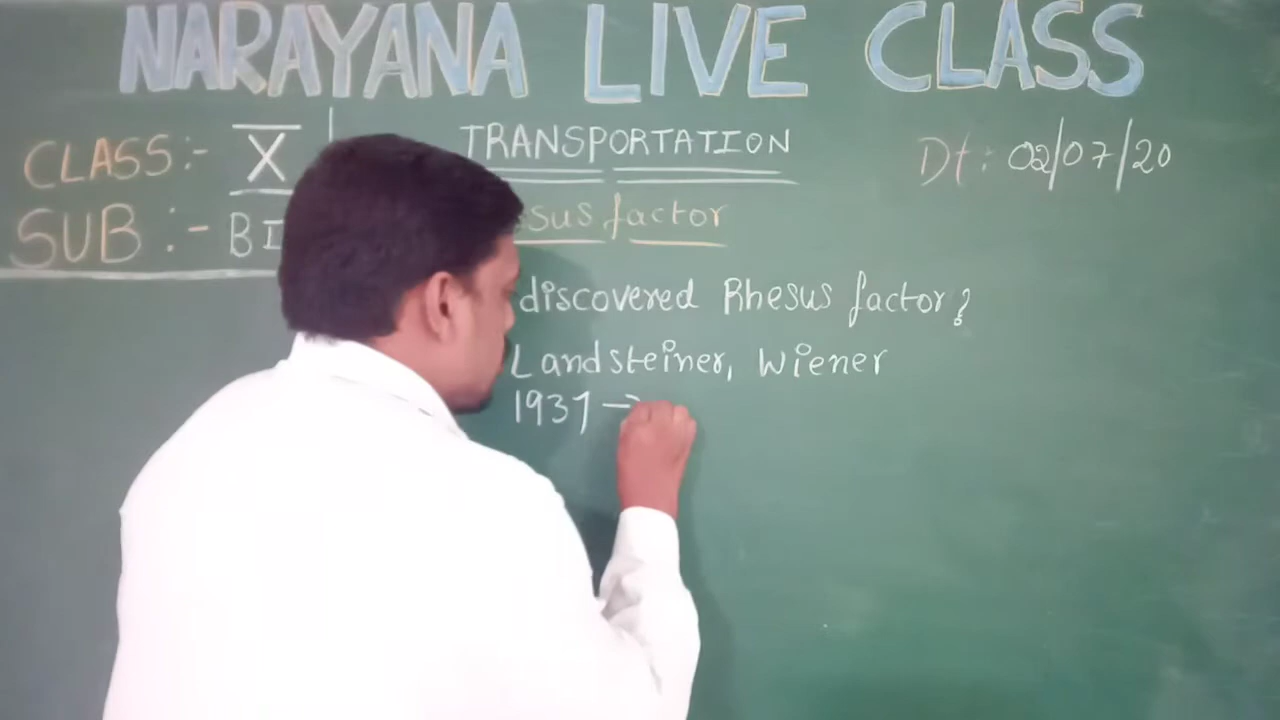 NARAYANA LIVE CLASS
CLASS:- X
TRANSPORTATION
Dt: 02/07/20
SUB:- BI
sus factor
discovered Rhesus factor?
Landsteiner, Wiener
1937 →